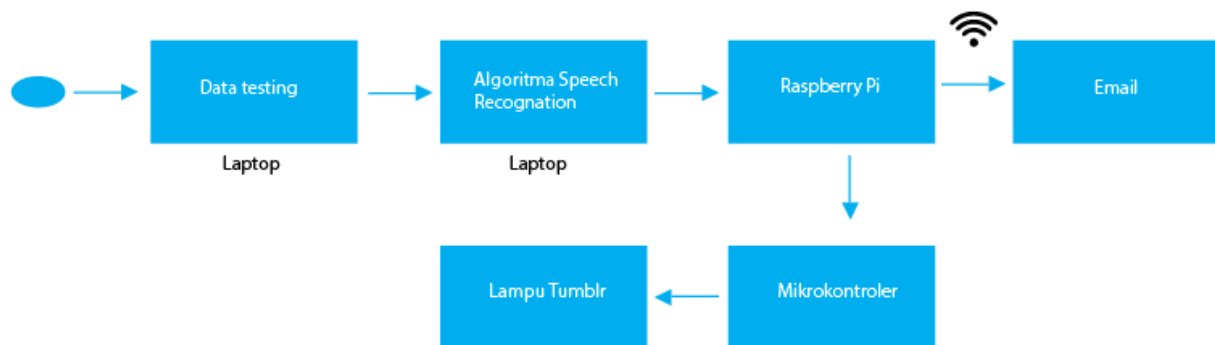 Data testing
Algoritma Speech
Recognation
Raspberry Pi
Email
Laptop
Laptop
Lampu Tumblr
Mikrokontroler